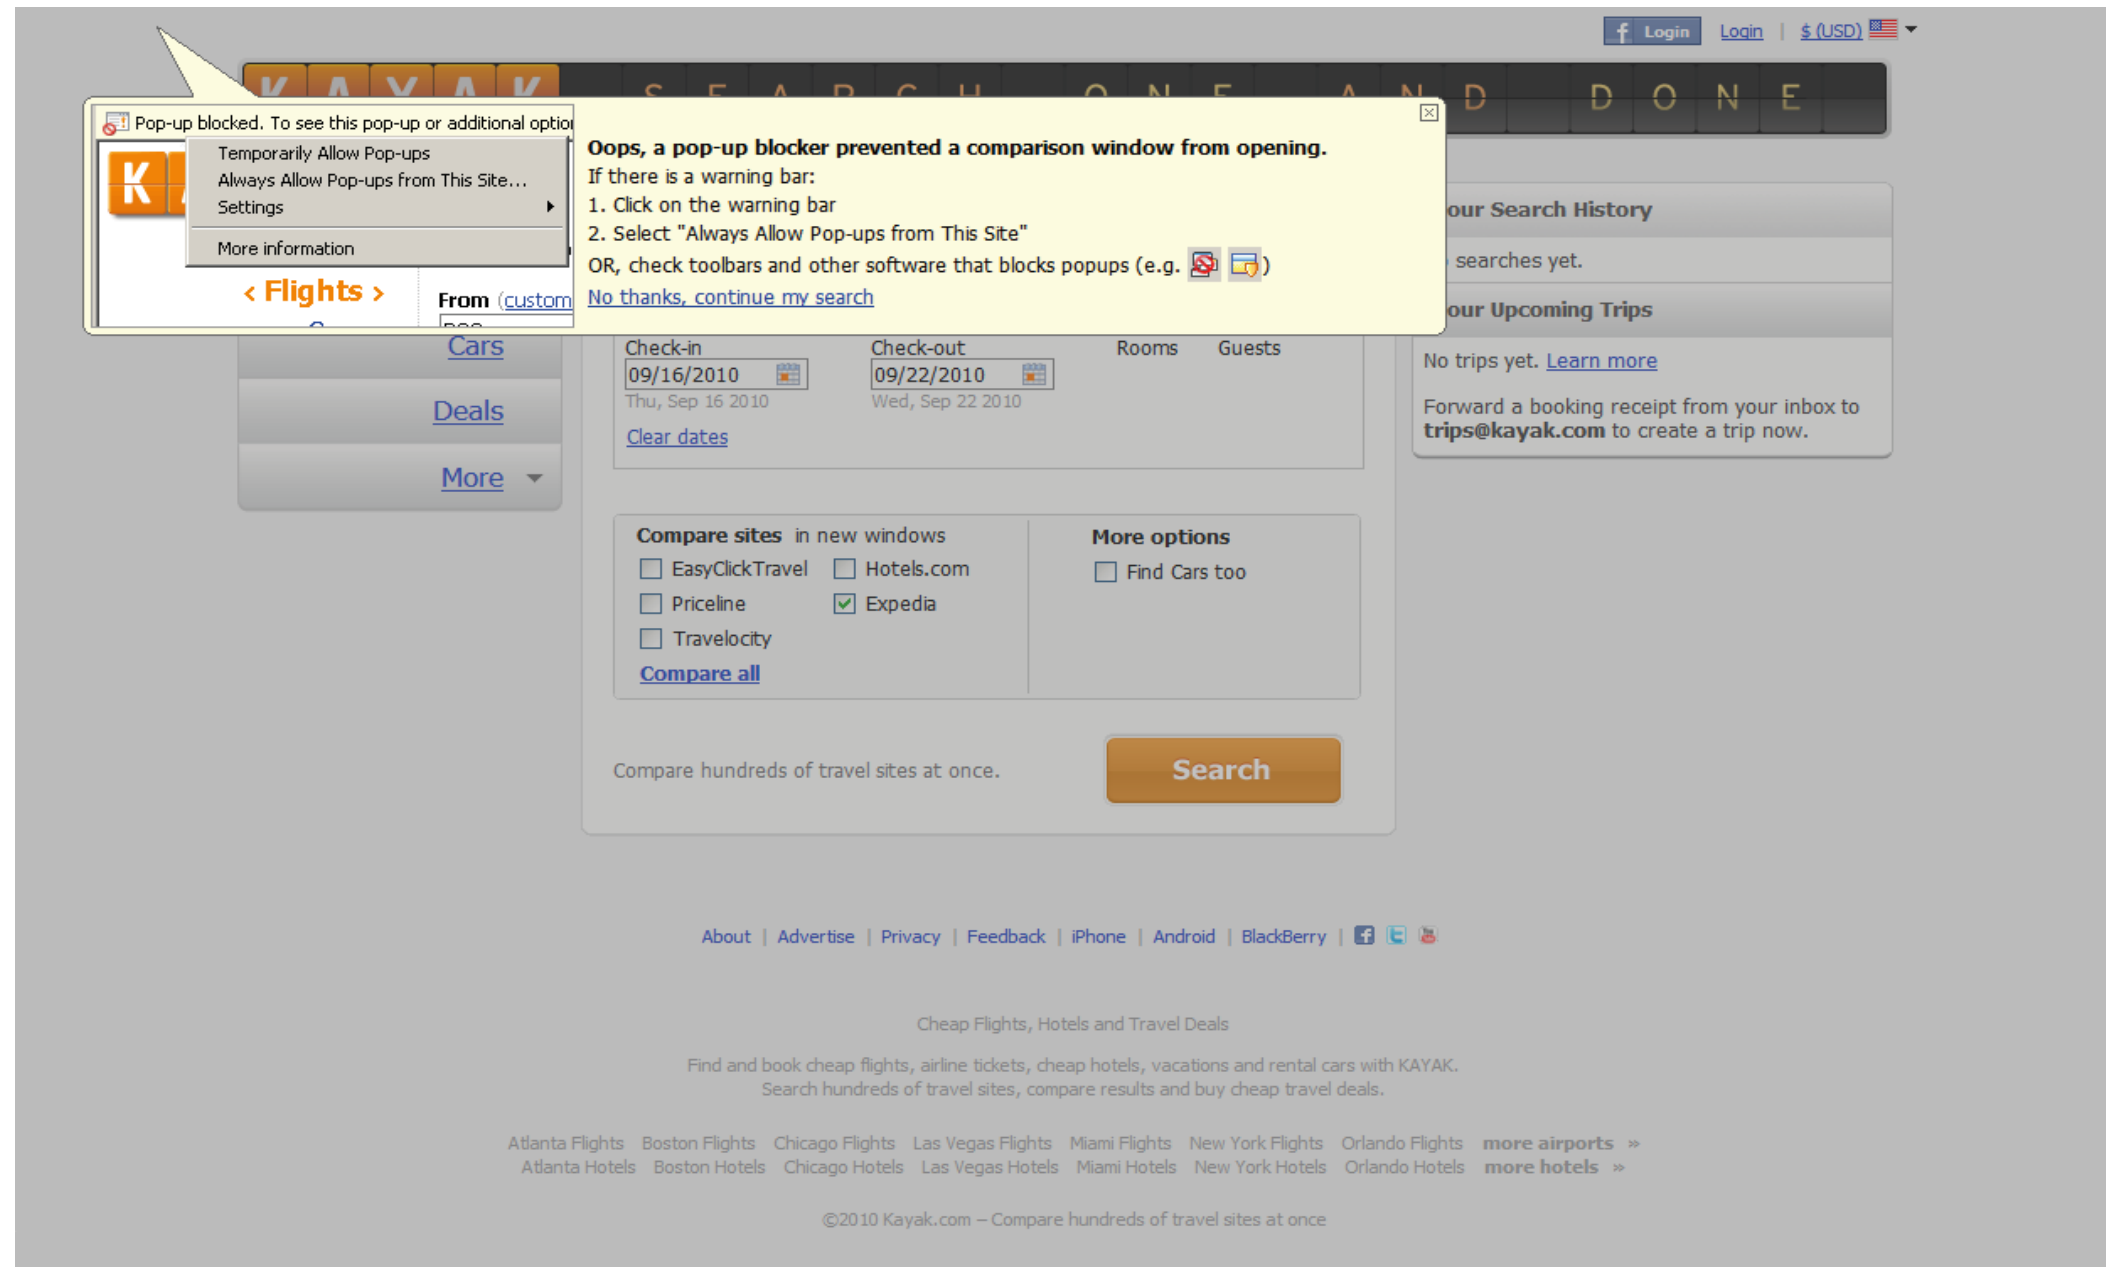 Login
Login | $ (USD)
KAYAK SEARCH ONE AND DONE
Pop-up blocked. To see this pop-up or additional optio
Temporarily Allow Pop-ups
Always Allow Pop-ups from This Site...
Settings
More information
K
< Flights >
From (custom
Oops, a pop-up blocker prevented a comparison window from opening.
If there is a warning bar:
1. Click on the warning bar
2. Select "Always Allow Pop-ups from This Site"
OR, check toolbars and other software that blocks popups (e.g. )
No thanks, continue my search
our Search History
searches yet.
our Upcoming Trips
No trips yet. Learn more
Forward a booking receipt from your inbox to
trips@kayak.com to create a trip now.
Cars
Deals
More
Check-in Check-out Rooms Guests
09/16/2010 09/22/2010
Thu, Sep 16 2010 Wed, Sep 22 2010
Clear dates
Compare sites in new windows
EasyClickTravel Hotels.com
Priceline Expedia
Travelocity
Compare all
More options
Find Cars too
Compare hundreds of travel sites at once.
Search
About | Advertise | Privacy | Feedback | iPhone | Android | BlackBerry |
Cheap Flights, Hotels and Travel Deals
Find and book cheap flights, airline tickets, cheap hotels, vacations and rental cars with KAYAK.
Search hundreds of travel sites, compare results and buy cheap travel deals.
Atlanta Flights Boston Flights Chicago Flights Las Vegas Flights Miami Flights New York Flights Orlando Flights more airports »
Atlanta Hotels Boston Hotels Chicago Hotels Las Vegas Hotels Miami Hotels New York Hotels Orlando Hotels more hotels »
©2010 Kayak.com – Compare hundreds of travel sites at once